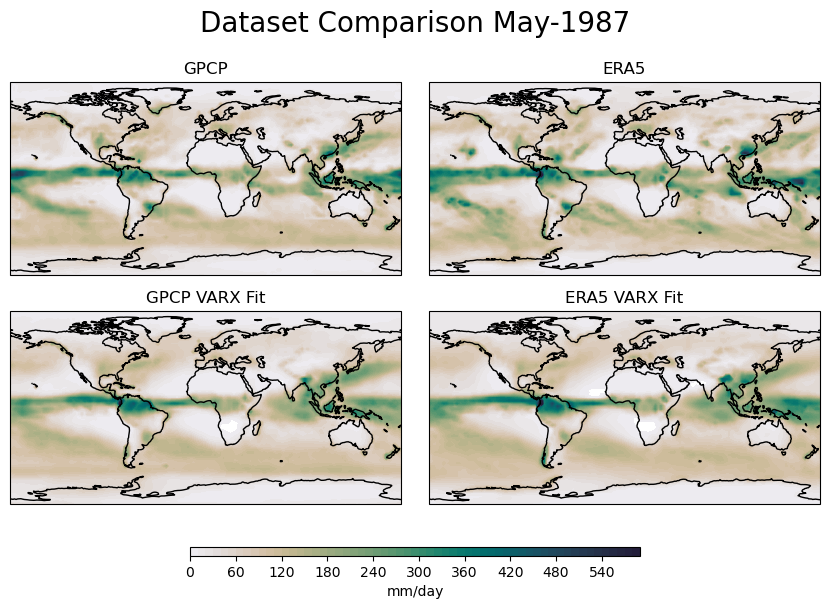 Dataset Comparison May-1987
GPCP
ERA5
GPCP VARX Fit
ERA5 VARX Fit
0 60 120 180 240 300 360 420 480 540
mm/day